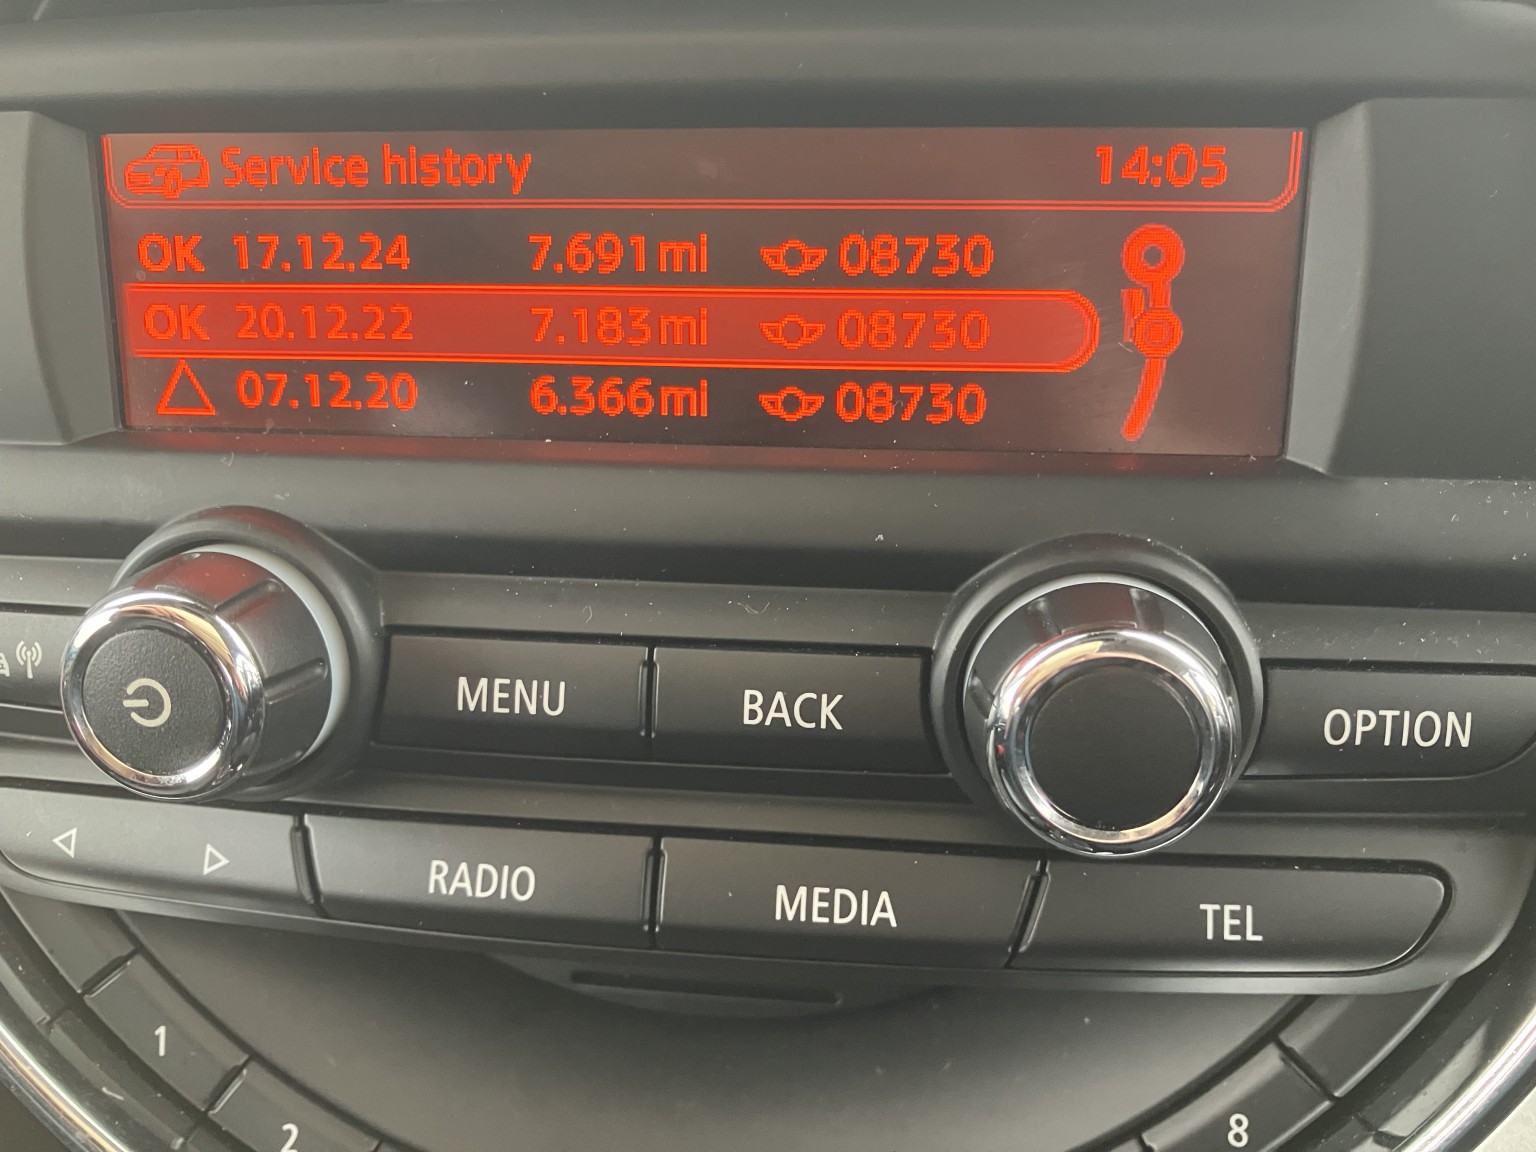 Service history 14:05
OK 17.12.24 7.691mi 08730
OK 20.12.22 7.183mi 08730
07.12.20 6.366mi 08730
MENU BACK OPTION
RADIO MEDIA TEL
1
2
8